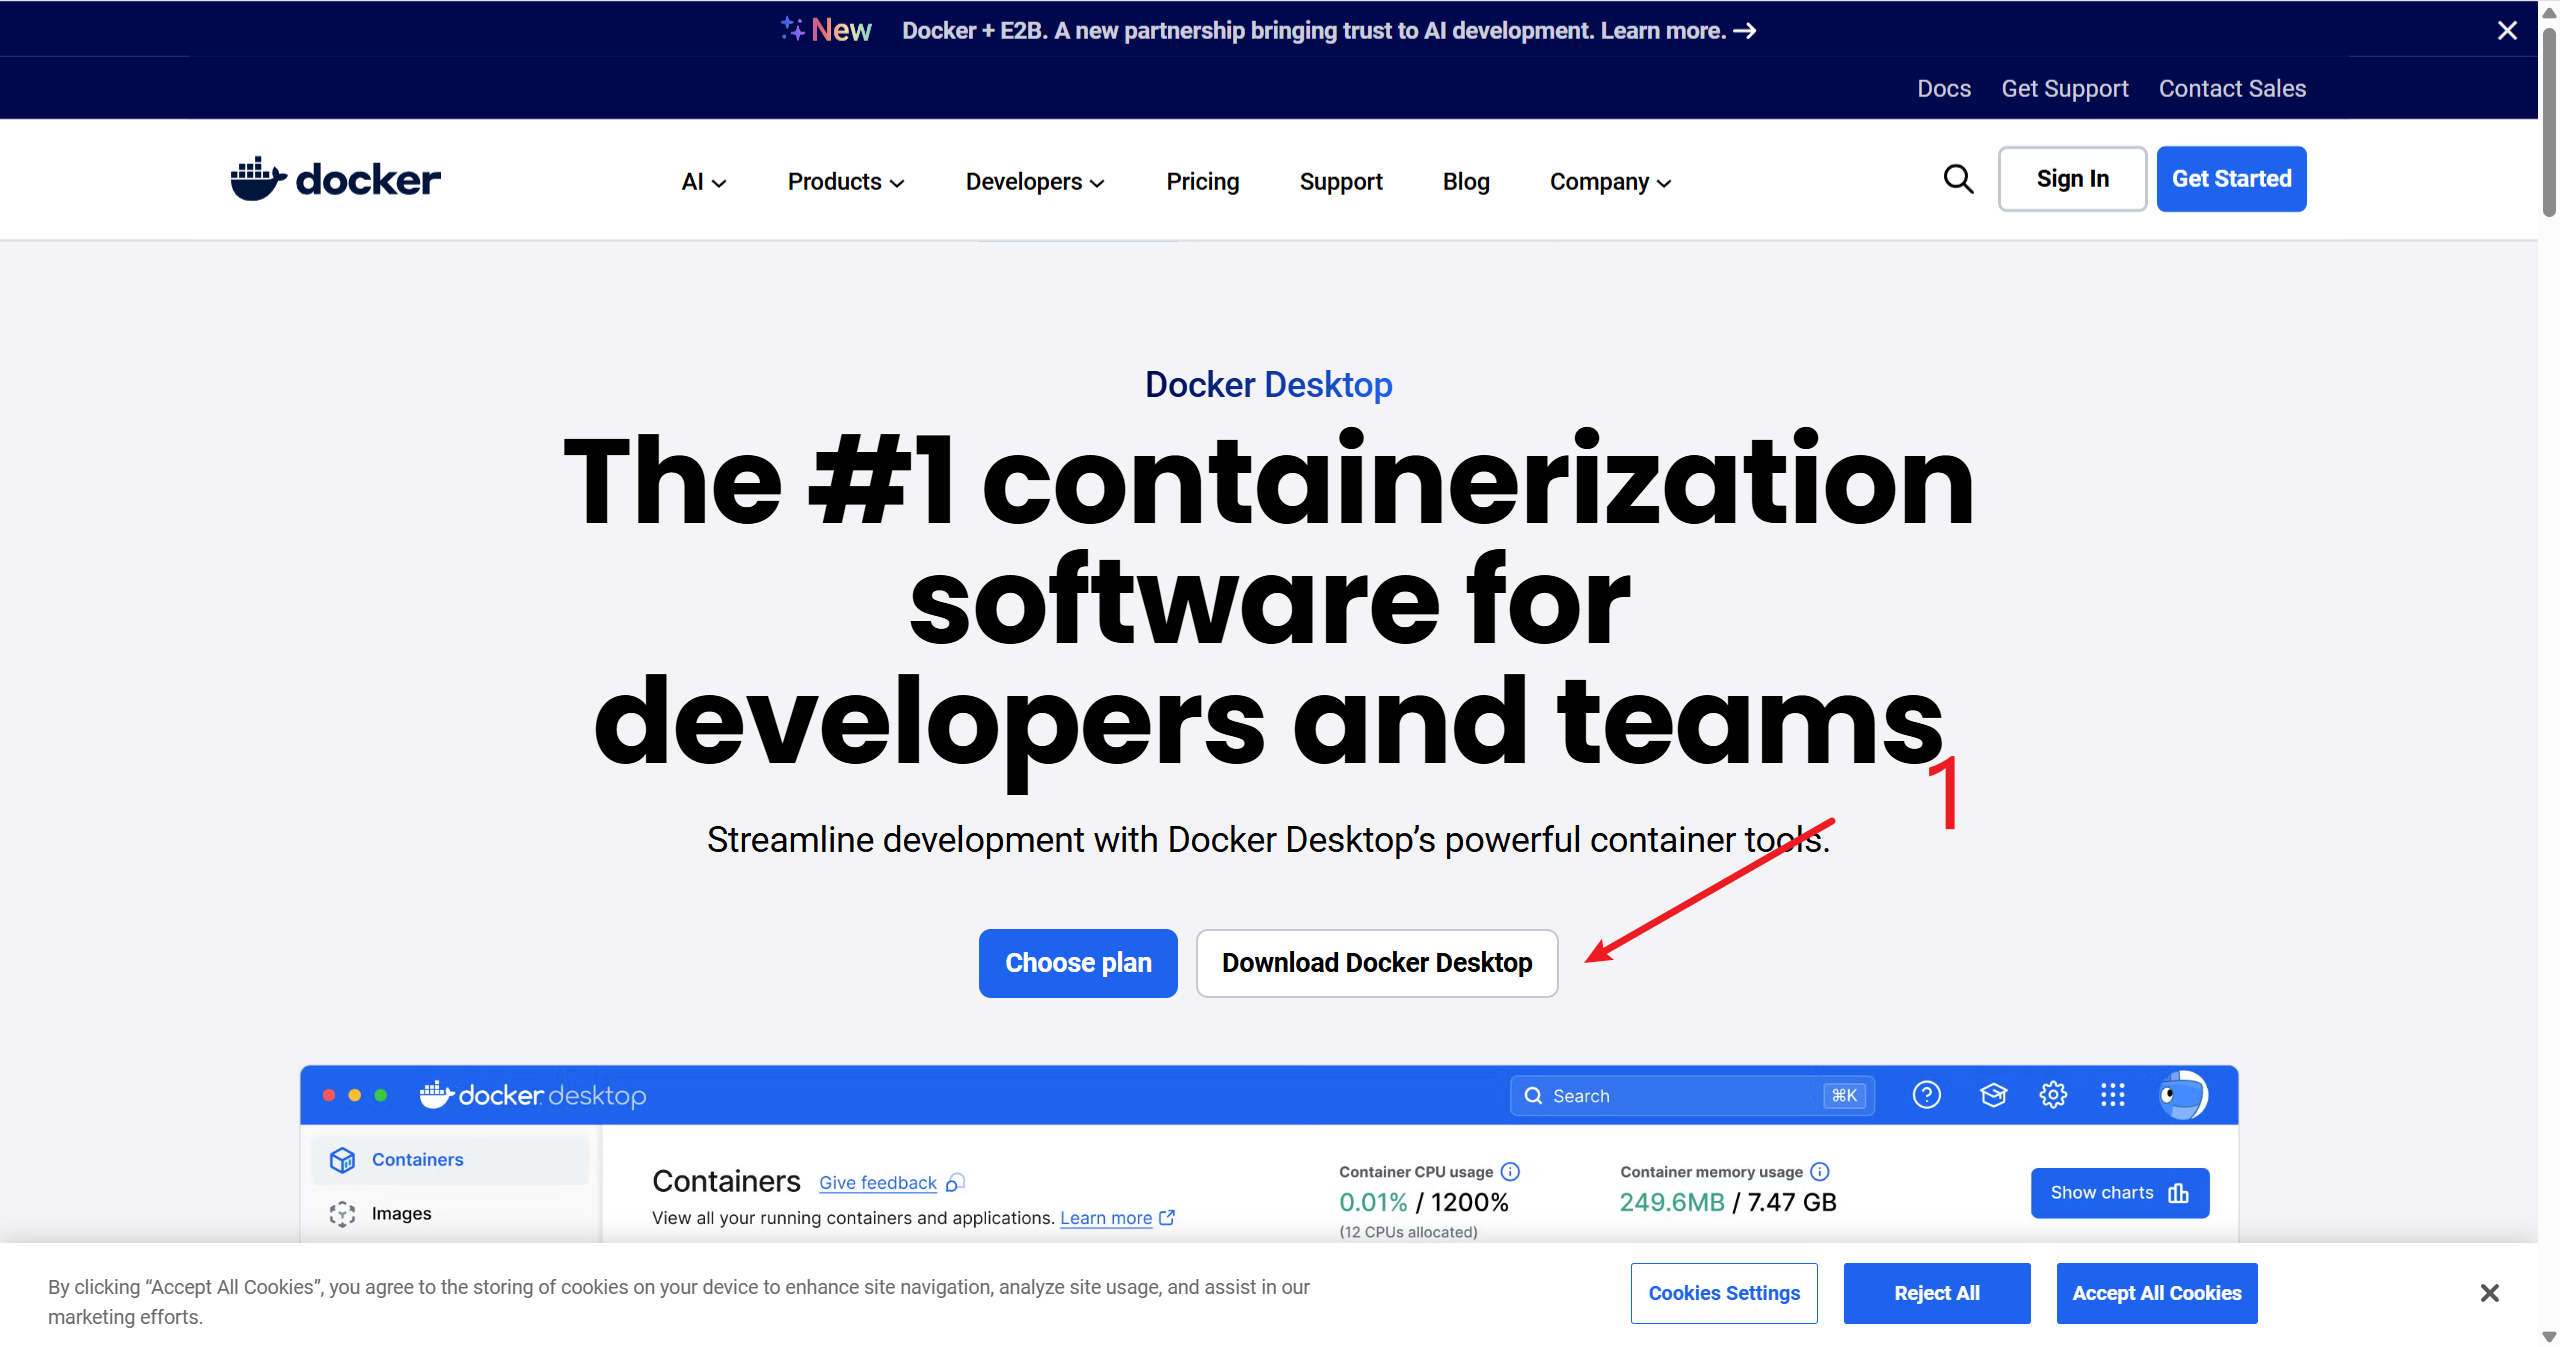 New Docker + E2B. A new partnership bringing trust to AI development. Learn more.
Docs Get Support Contact Sales
docker AI Products Developers Pricing Support Blog Company Sign In Get Started
Docker Desktop
The #1 containerization
software for
developers and teams
1
Streamline development with Docker Desktop’s powerful container tools.
Choose plan Download Docker Desktop
docker desktop Search ⌘K
Containers
Images
Containers Give feedback
View all your running containers and applications. Learn more
Container CPU usage
0.01% / 1200%
(12 CPUs allocated)
Container memory usage
249.6MB / 7.47 GB
Show charts
By clicking “Accept All Cookies”, you agree to the storing of cookies on your device to enhance site navigation, analyze site usage, and assist in our
marketing efforts.
Cookies Settings Reject All Accept All Cookies